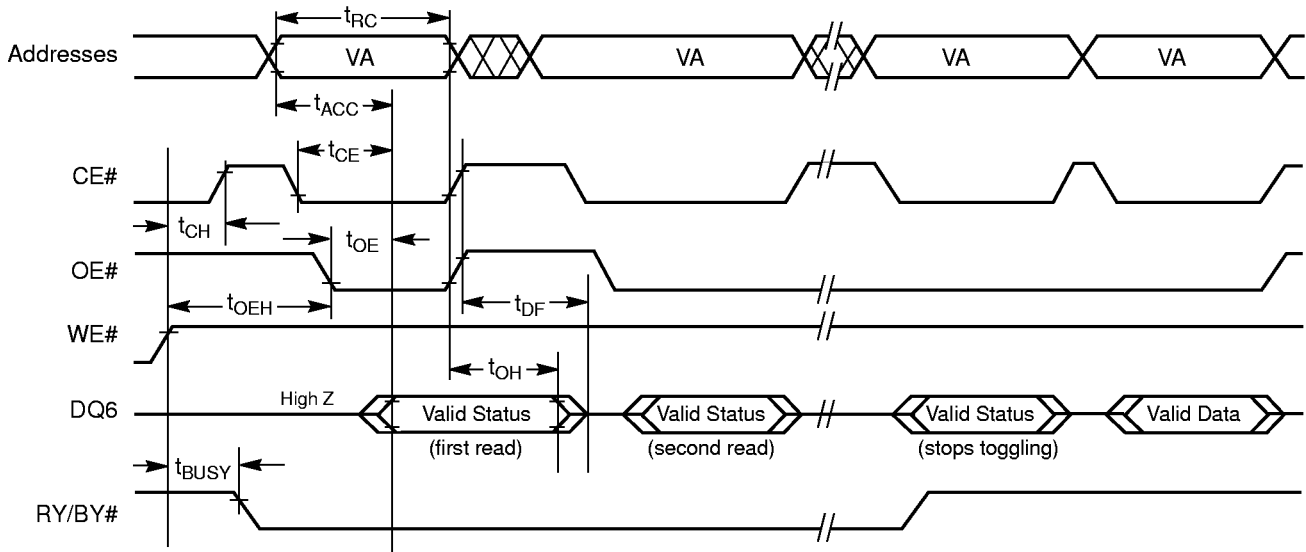 tRC
Addresses VA VA VA VA
tACC
tCE
CE#
tCH tOE
OE#
tOEH tDF
WE#
tOH
High Z
DQ6 Valid Status Valid Status Valid Status Valid Data
(first read) (second read) (stops toggling)
tBUSY
RY/BY#